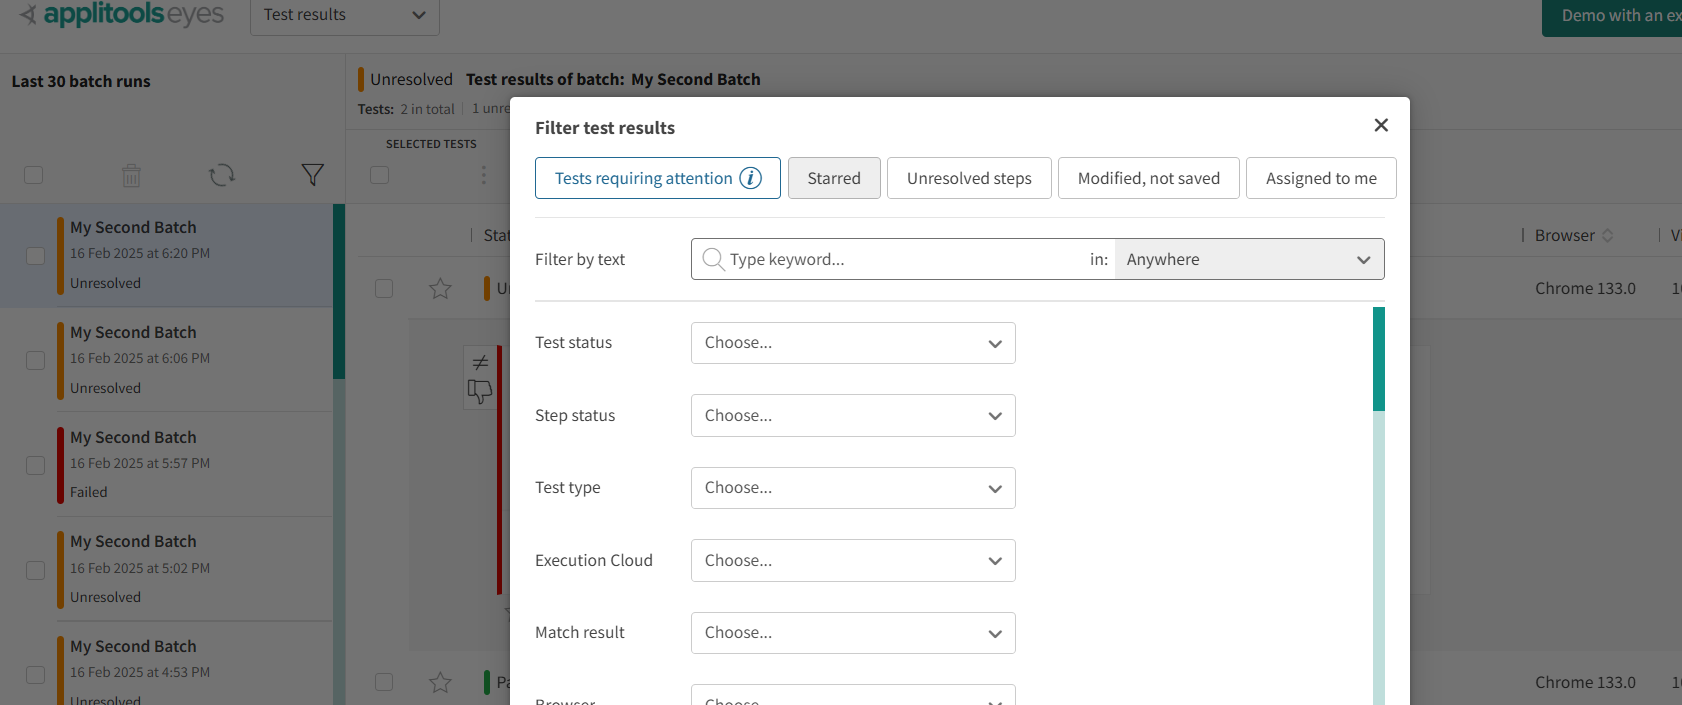 applitools eyes
Test results
Demo with an ex
Last 30 batch runs
Unresolved Test results of batch: My Second Batch
Tests: 2 in total 1 unre
SELECTED TESTS
My Second Batch
16 Feb 2025 at 6:20 PM
Unresolved
My Second Batch
16 Feb 2025 at 6:06 PM
Unresolved
My Second Batch
16 Feb 2025 at 5:57 PM
Failed
My Second Batch
16 Feb 2025 at 5:02 PM
Unresolved
My Second Batch
16 Feb 2025 at 4:53 PM
Unresolved
Stat
Browser
Vi
Un
Chrome 133.0
Pa
Chrome 133.0
Filter test results
Tests requiring attention i
Starred
Unresolved steps
Modified, not saved
Assigned to me
Filter by text Type keyword... in: Anywhere
Test status Choose...
Step status Choose...
Test type Choose...
Execution Cloud Choose...
Match result Choose...
Browser Choose...